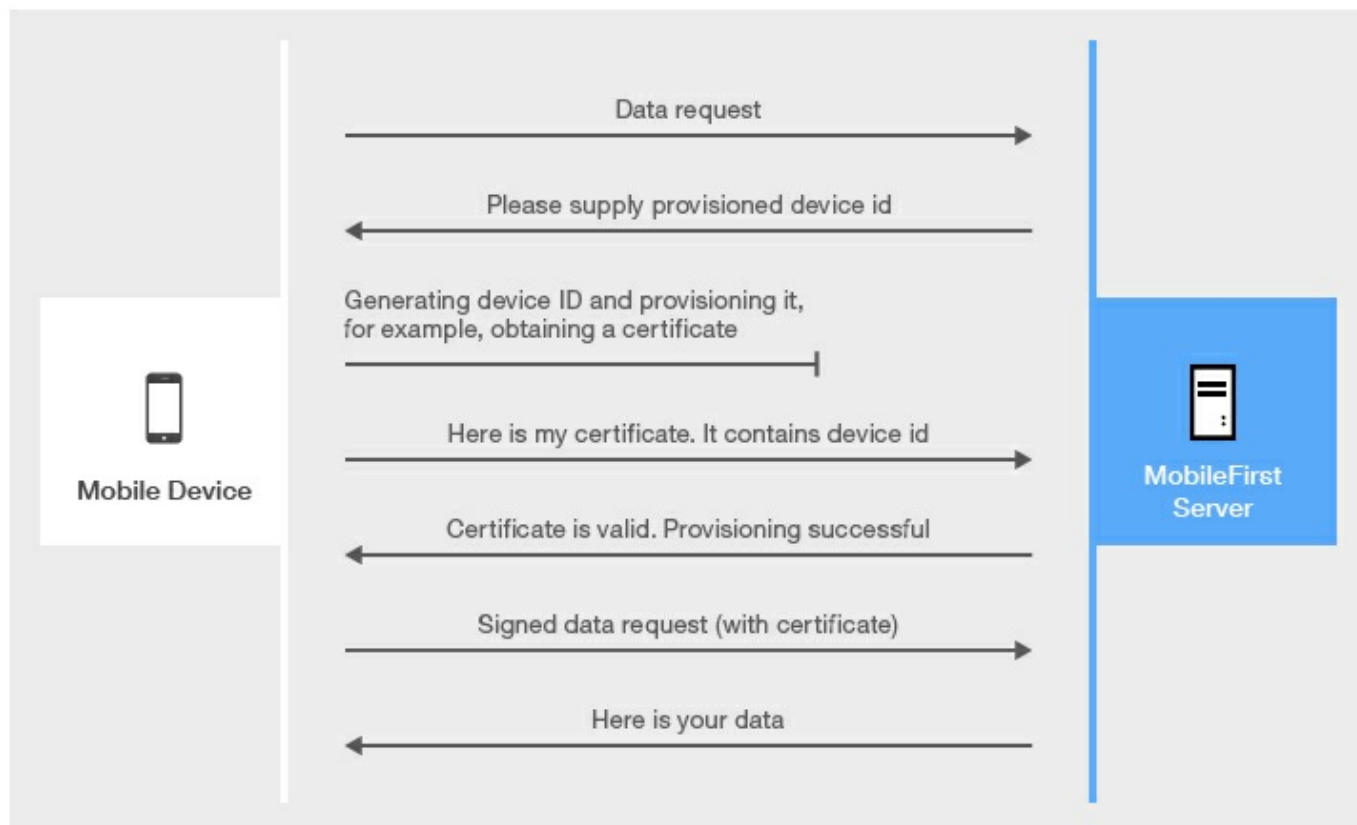 Data request
Please supply provisioned device id
Generating device ID and provisioning it,
for example, obtaining a certificate
Here is my certificate. It contains device id
Mobile Device
MobileFirst
Server
Certificate is valid. Provisioning successful
Signed data request (with certificate)
Here is your data